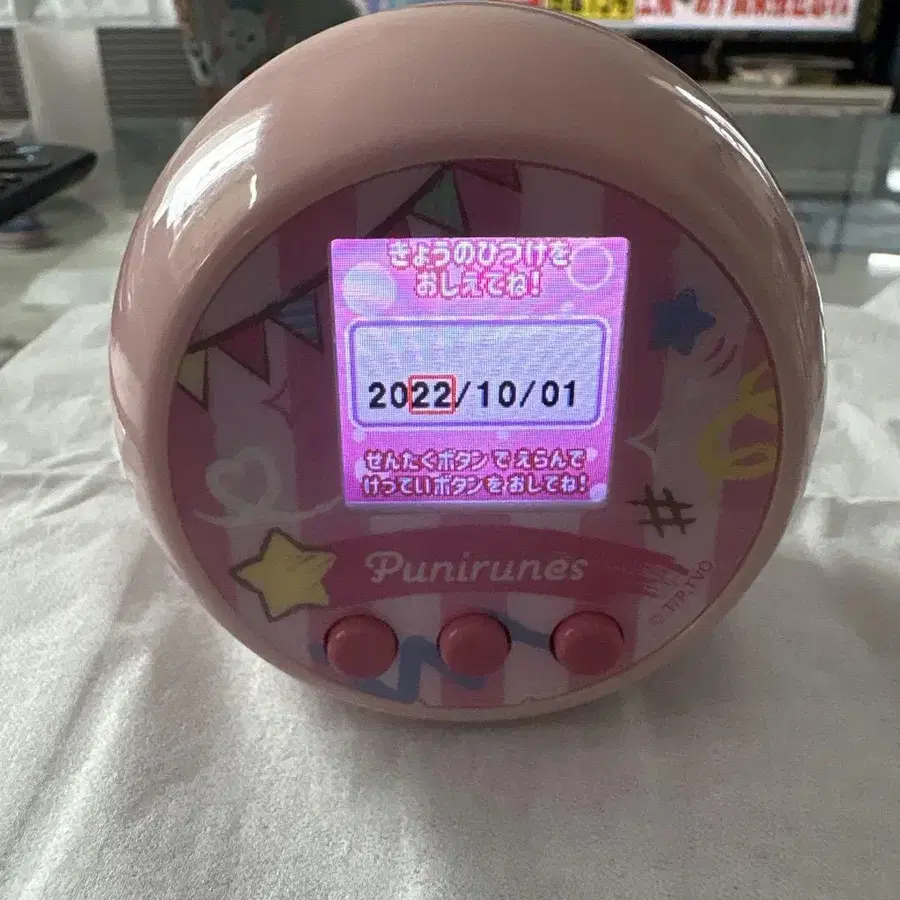 きょうのひづけを
おしえてね!
2022/10/01
せんたくボタンでえらんで
けっていボタンをおしてね!
Punirunes
© T/P,TVO